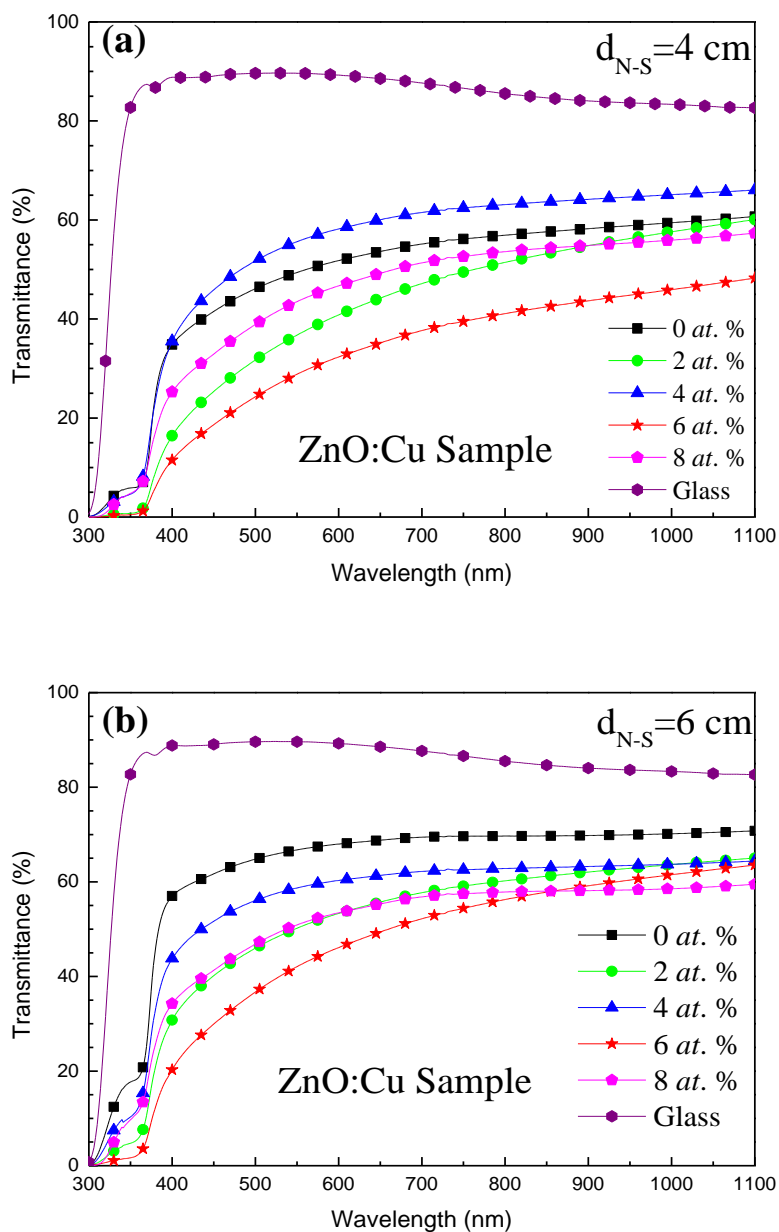 (a)
d_N-S=4 cm
100
80
60
40
20
0
Transmittance (%)
0 at. %
2 at. %
4 at. %
6 at. %
8 at. %
Glass
ZnO:Cu Sample
300 400 500 600 700 800 900 1000 1100
Wavelength (nm)
(b)
d_N-S=6 cm
100
80
60
40
20
0
Transmittance (%)
0 at. %
2 at. %
4 at. %
6 at. %
8 at. %
Glass
ZnO:Cu Sample
300 400 500 600 700 800 900 1000 1100
Wavelength (nm)